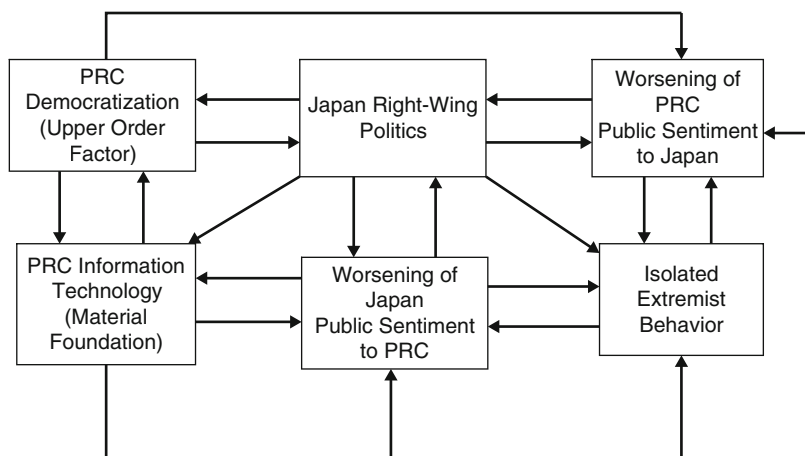 PRC
Democratization
(Upper Order
Factor)
Japan Right-Wing
Politics
Worsening of
PRC
Public Sentiment
to Japan
PRC Information
Technology
(Material
Foundation)
Worsening of
Japan
Public Sentiment
to PRC
Isolated
Extremist
Behavior